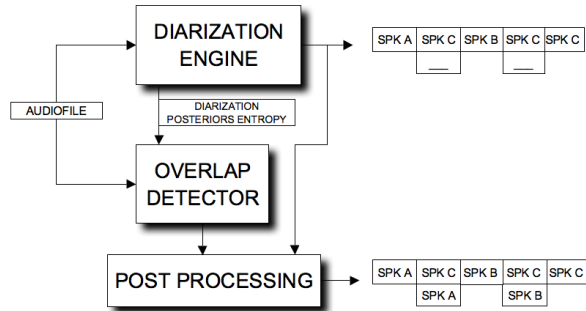 DIARIZATION
ENGINE
SPK A SPK C SPK B SPK C SPK C
AUDIOFILE
DIARIZATION
POSTERIORS ENTROPY
OVERLAP
DETECTOR
POST PROCESSING
SPK A SPK C SPK B SPK C SPK C
SPK A SPK B